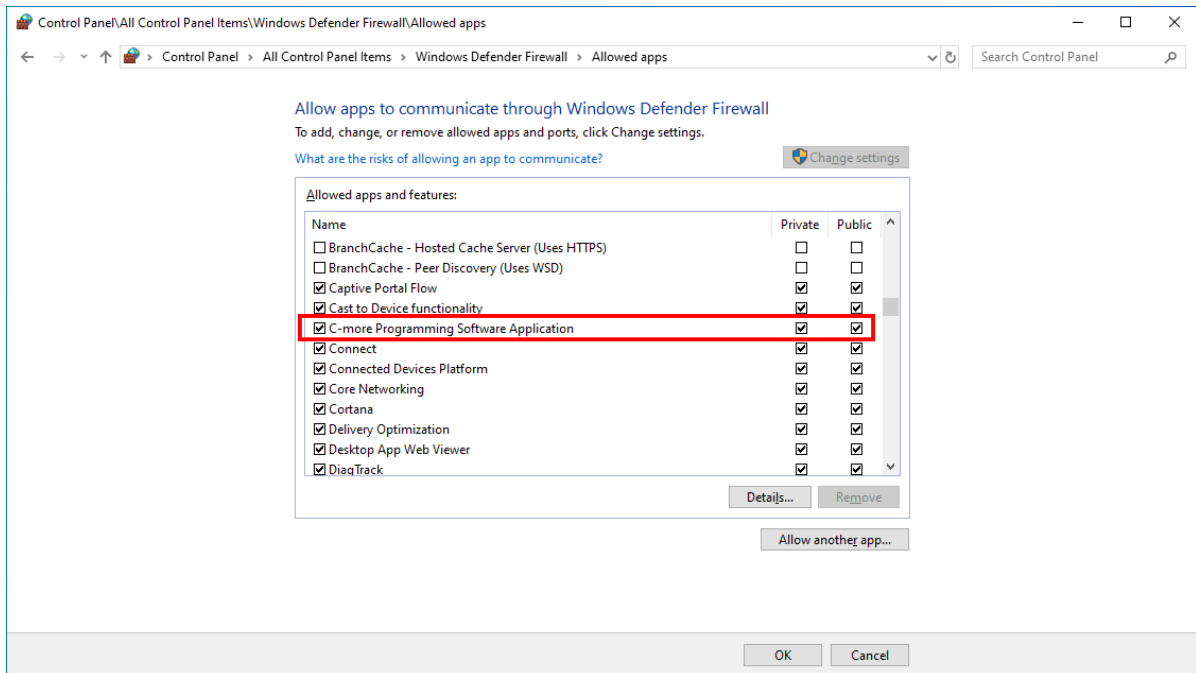 Control Panel\All Control Panel Items\Windows Defender Firewall\Allowed apps
Control Panel > All Control Panel Items > Windows Defender Firewall > Allowed apps
Search Control Panel
Allow apps to communicate through Windows Defender Firewall
To add, change, or remove allowed apps and ports, click Change settings.
What are the risks of allowing an app to communicate?
Change settings
Allowed apps and features:
Name Private Public
BranchCache - Hosted Cache Server (Uses HTTPS)
BranchCache - Peer Discovery (Uses WSD)
Captive Portal Flow
Cast to Device functionality
C-more Programming Software Application
Connect
Connected Devices Platform
Core Networking
Cortana
Delivery Optimization
Desktop App Web Viewer
DiagTrack
Details... Remove
Allow another app...
OK Cancel